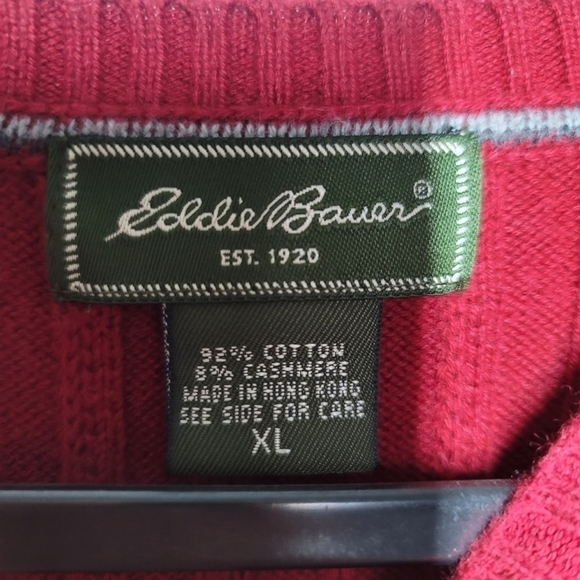 Eddie Bauer®
EST. 1920
92% COTTON
8% CASHMERE
MADE IN HONG KONG
SEE SIDE FOR CARE
XL